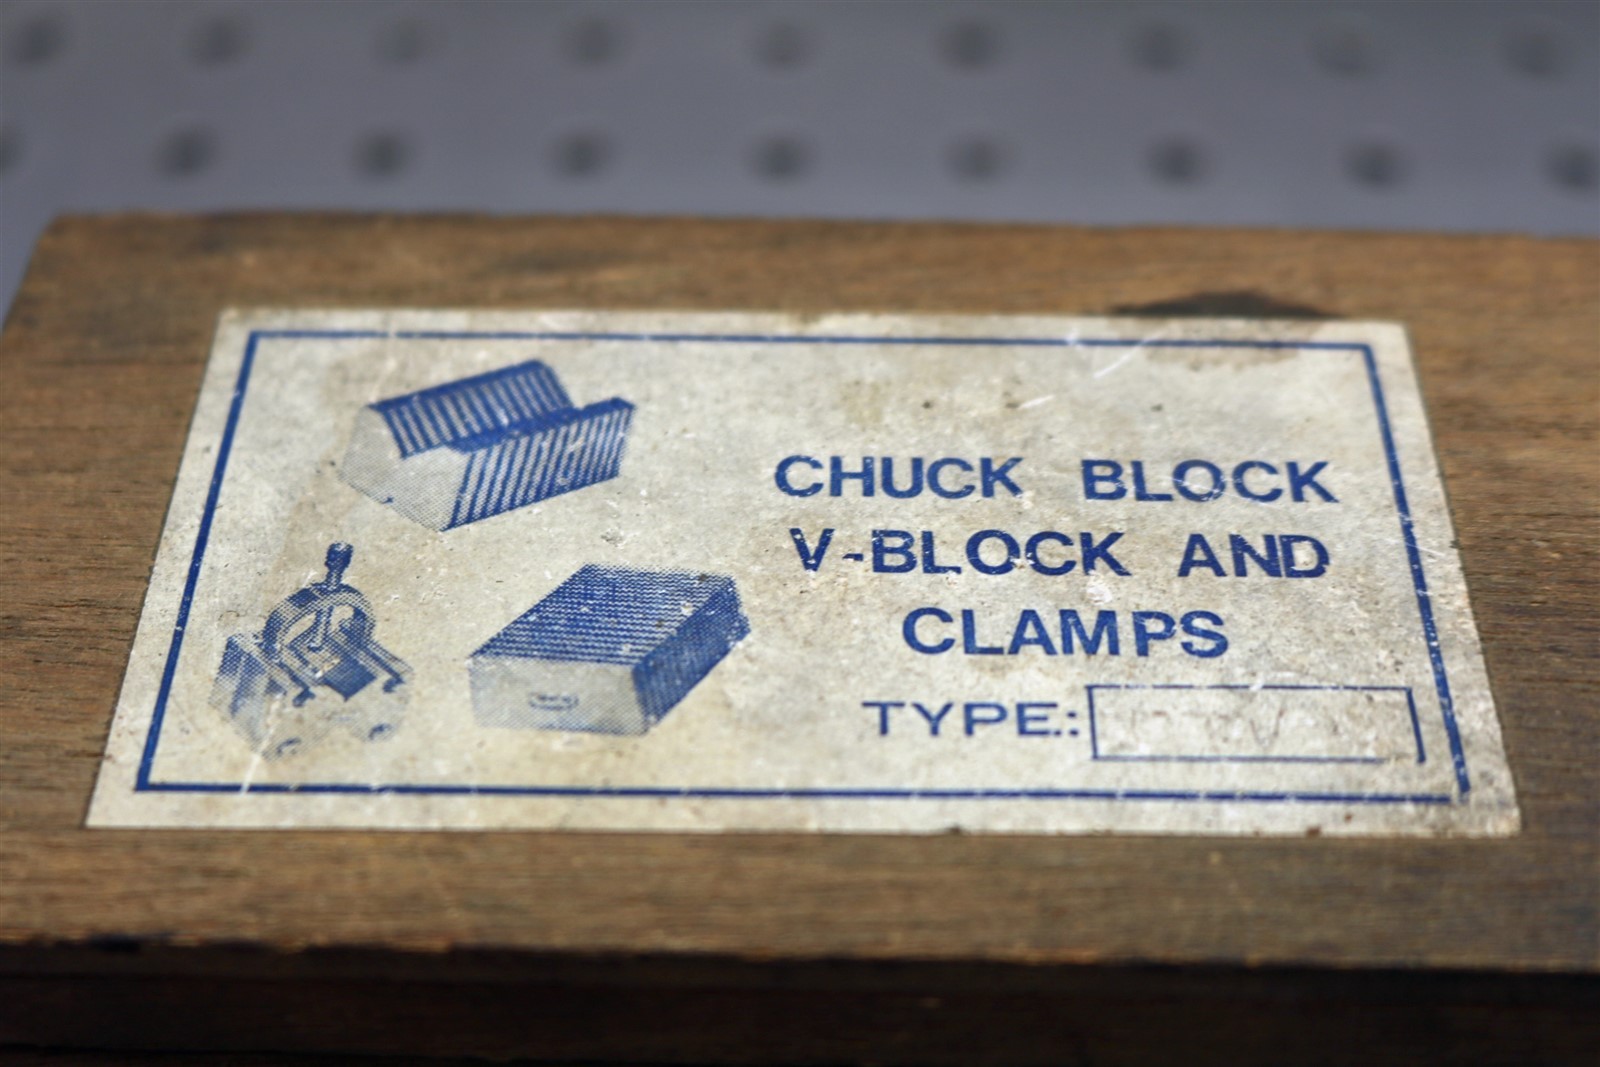 CHUCK BLOCK
V-BLOCK AND
CLAMPS
TYPE.: